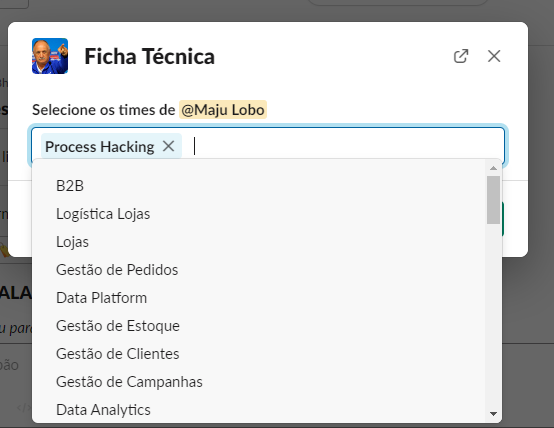 Ficha Técnica
Selecione os times de @Maju Lobo
Process Hacking
B2B
Logística Lojas
Lojas
Gestão de Pedidos
Data Platform
Gestão de Estoque
Gestão de Clientes
Gestão de Campanhas
Data Analytics